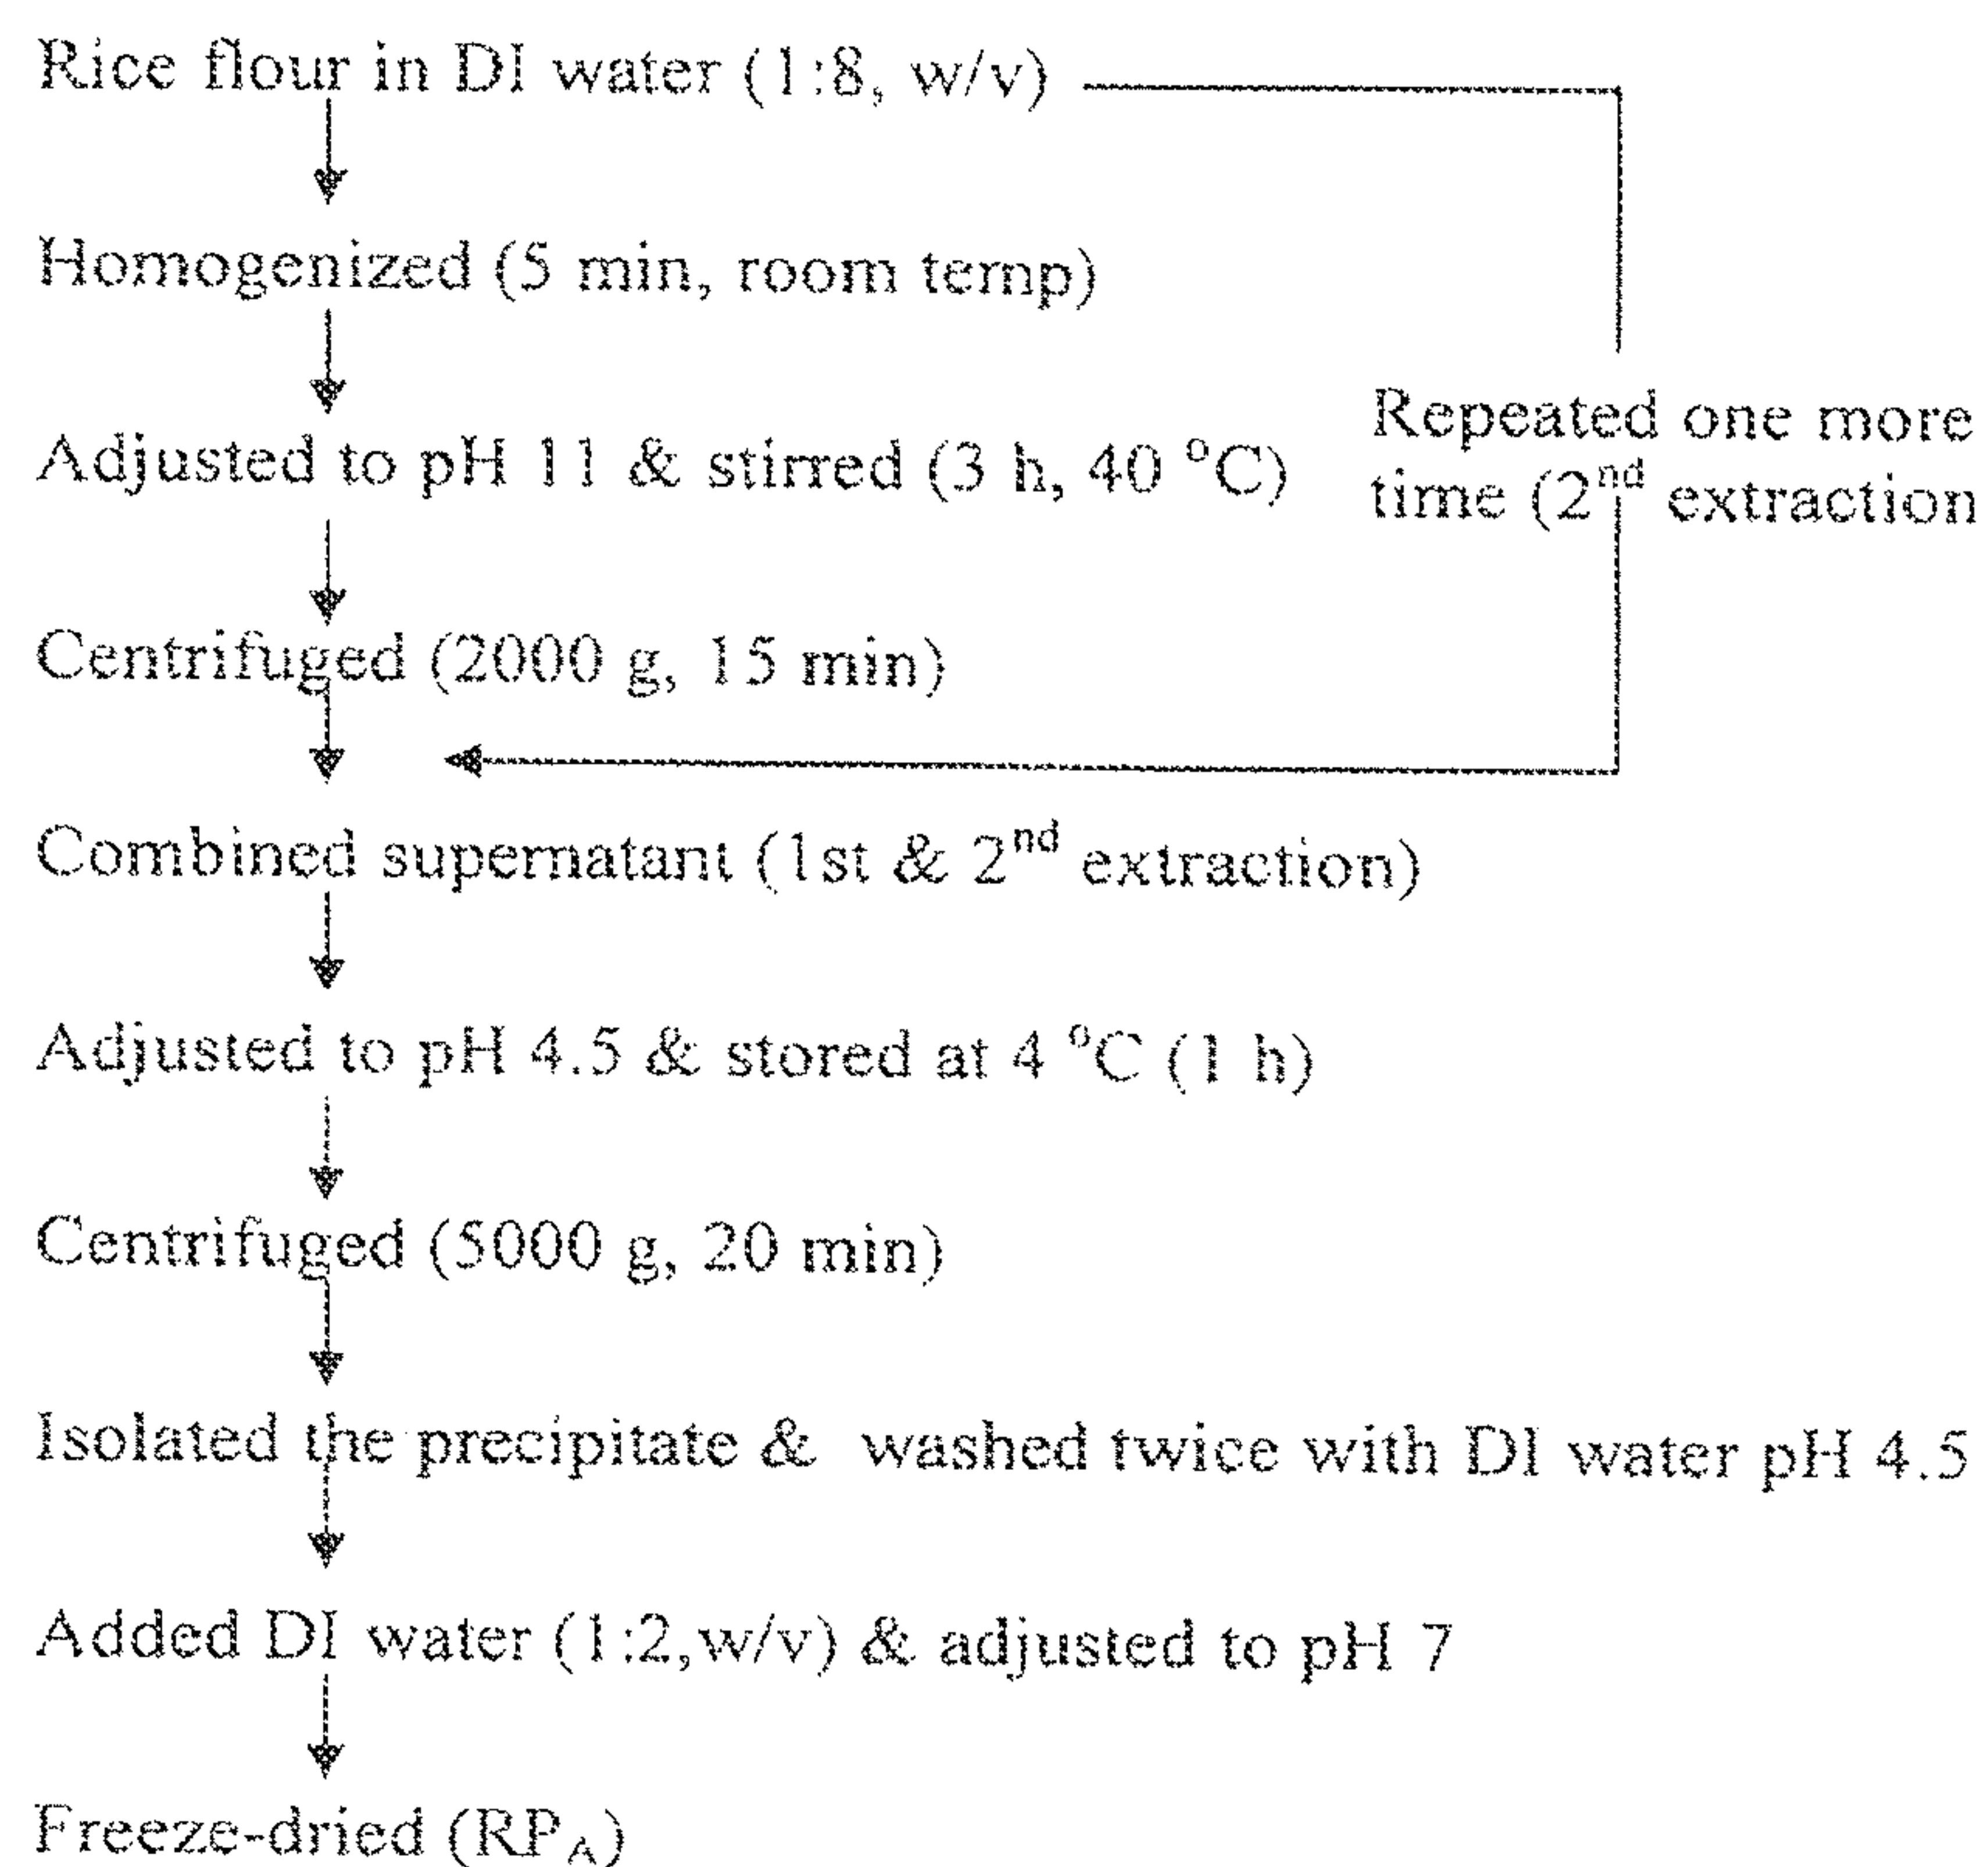 Rice flour in DI water (1:8, w/v)
Homogenized (5 min, room temp)
Adjusted to pH 11 & stirred (3 h, 40 °C)
Repeated one more
time (2nd extraction
Centrifuged (2000 g, 15 min)
Combined supernatant (1st & 2nd extraction)
Adjusted to pH 4.5 & stored at 4 °C (1 h)
Centrifuged (5000 g, 20 min)
Isolated the precipitate & washed twice with DI water pH 4.5
Added DI water (1:2,w/v) & adjusted to pH 7
Freeze-dried (RPA)